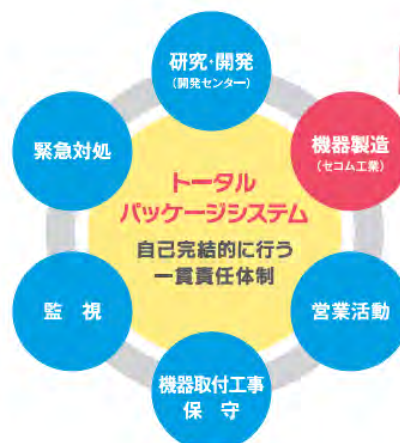 研究・開発
(開発センター)
機器製造
(セコム工業)
営業活動
機器取付工事
保 守
監 視
緊急対処
トータル
パッケージシステム
自己完結的に行う
一貫責任体制